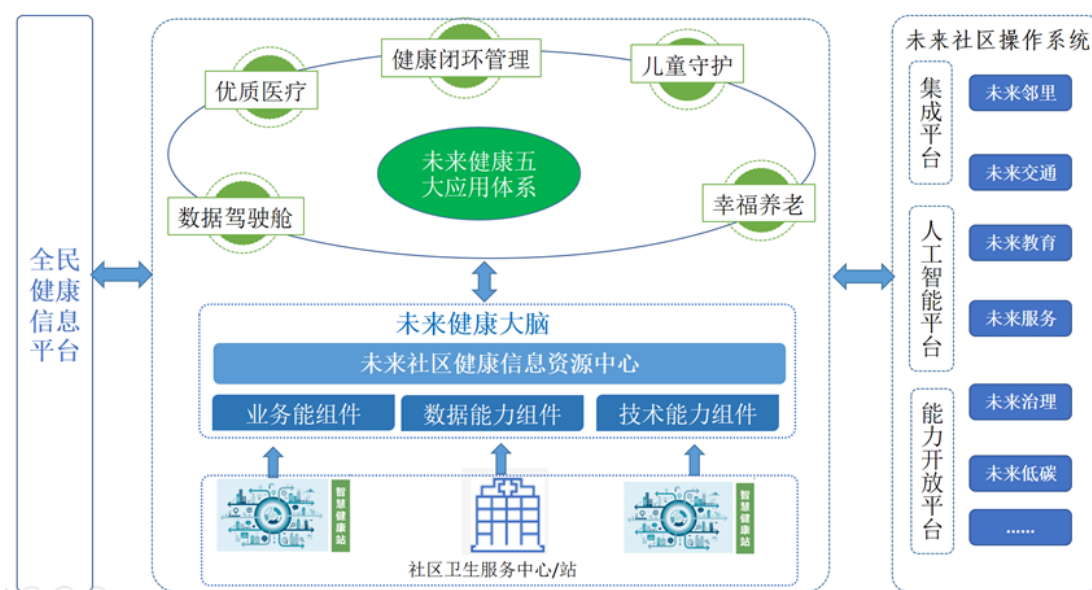 全民
健康
信息
平台
健康闭环管理
优质医疗
儿童守护
未来健康五
大应用体系
数据驾驶舱
幸福养老
未来健康大脑
未来社区健康信息资源中心
业务能组件
数据能力组件
技术能力组件
智慧健康站
智慧健康站
社区卫生服务中心/站
未来社区操作系统
集成平台
未来邻里
未来交通
人工智能平台
未来教育
未来服务
能力开放平台
未来治理
未来低碳
......